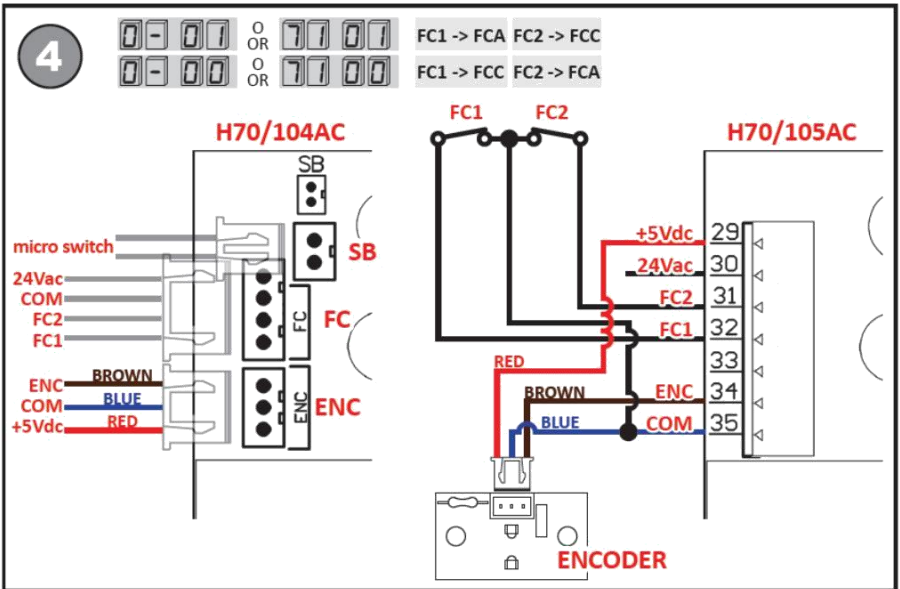 4
0- 01 O OR 71 01 FC1 -> FCA FC2 -> FCC
0- 00 O OR 71 00 FC1 -> FCC FC2 -> FCA
H70/104AC
SB
SB
micro switch
24Vac
COM
FC2
FC1
FC
FC
ENC BROWN
COM BLUE
+5Vdc RED
ENC
ENC
FC1 FC2
H70/105AC
+5Vdc 29
24Vac 30
FC2 31
FC1 32
33
RED
BROWN ENC 34
BLUE COM 35
ENCODER